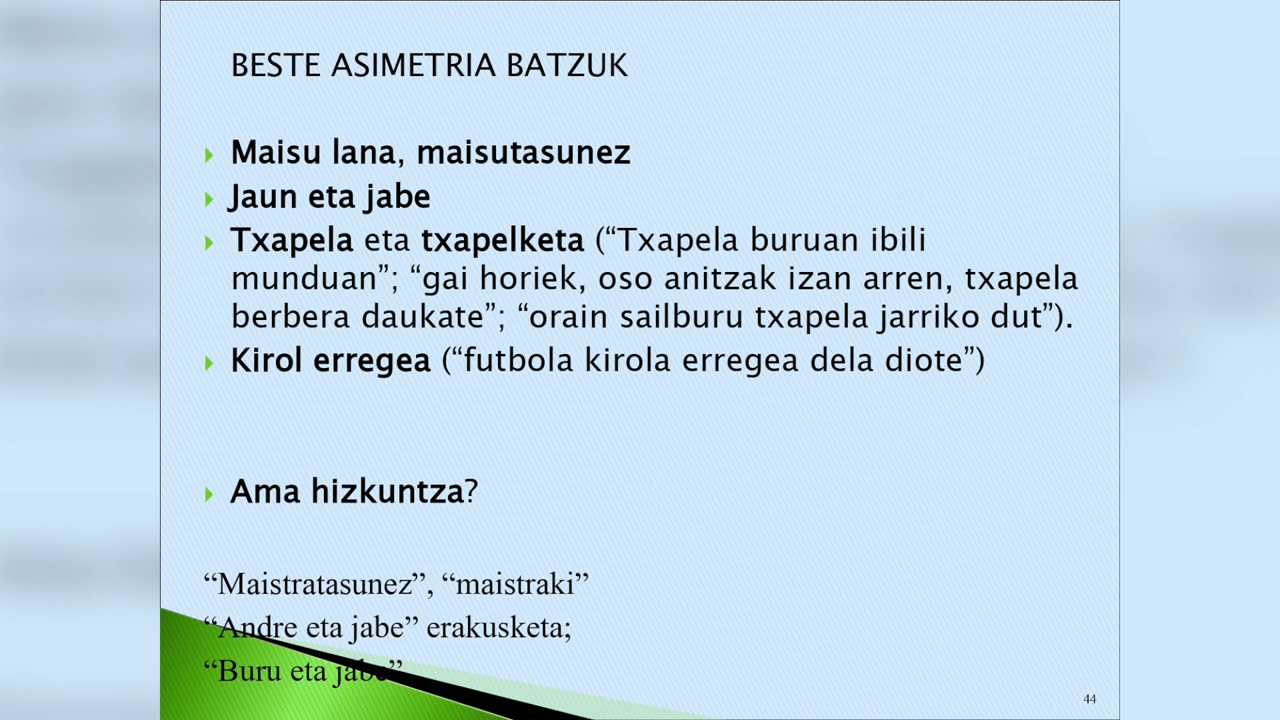 BESTE ASIMETRIA BATZUK
Maisu lana, maisutasunez
Jaun eta jabe
Txapela eta txapelketa (“Txapela buruan ibili
munduan”; “gai horiek, oso anitzak izan arren, txapela
berbera daukate”; “orain sailburu txapela jarriko dut”).
Kirol erregea (“futbola kirola erregea dela diote”)
Ama hizkuntza?
“Maistratasunez”, “maistraki”
“Andre eta jabe” erakusketa;
“Buru eta jabe”
44